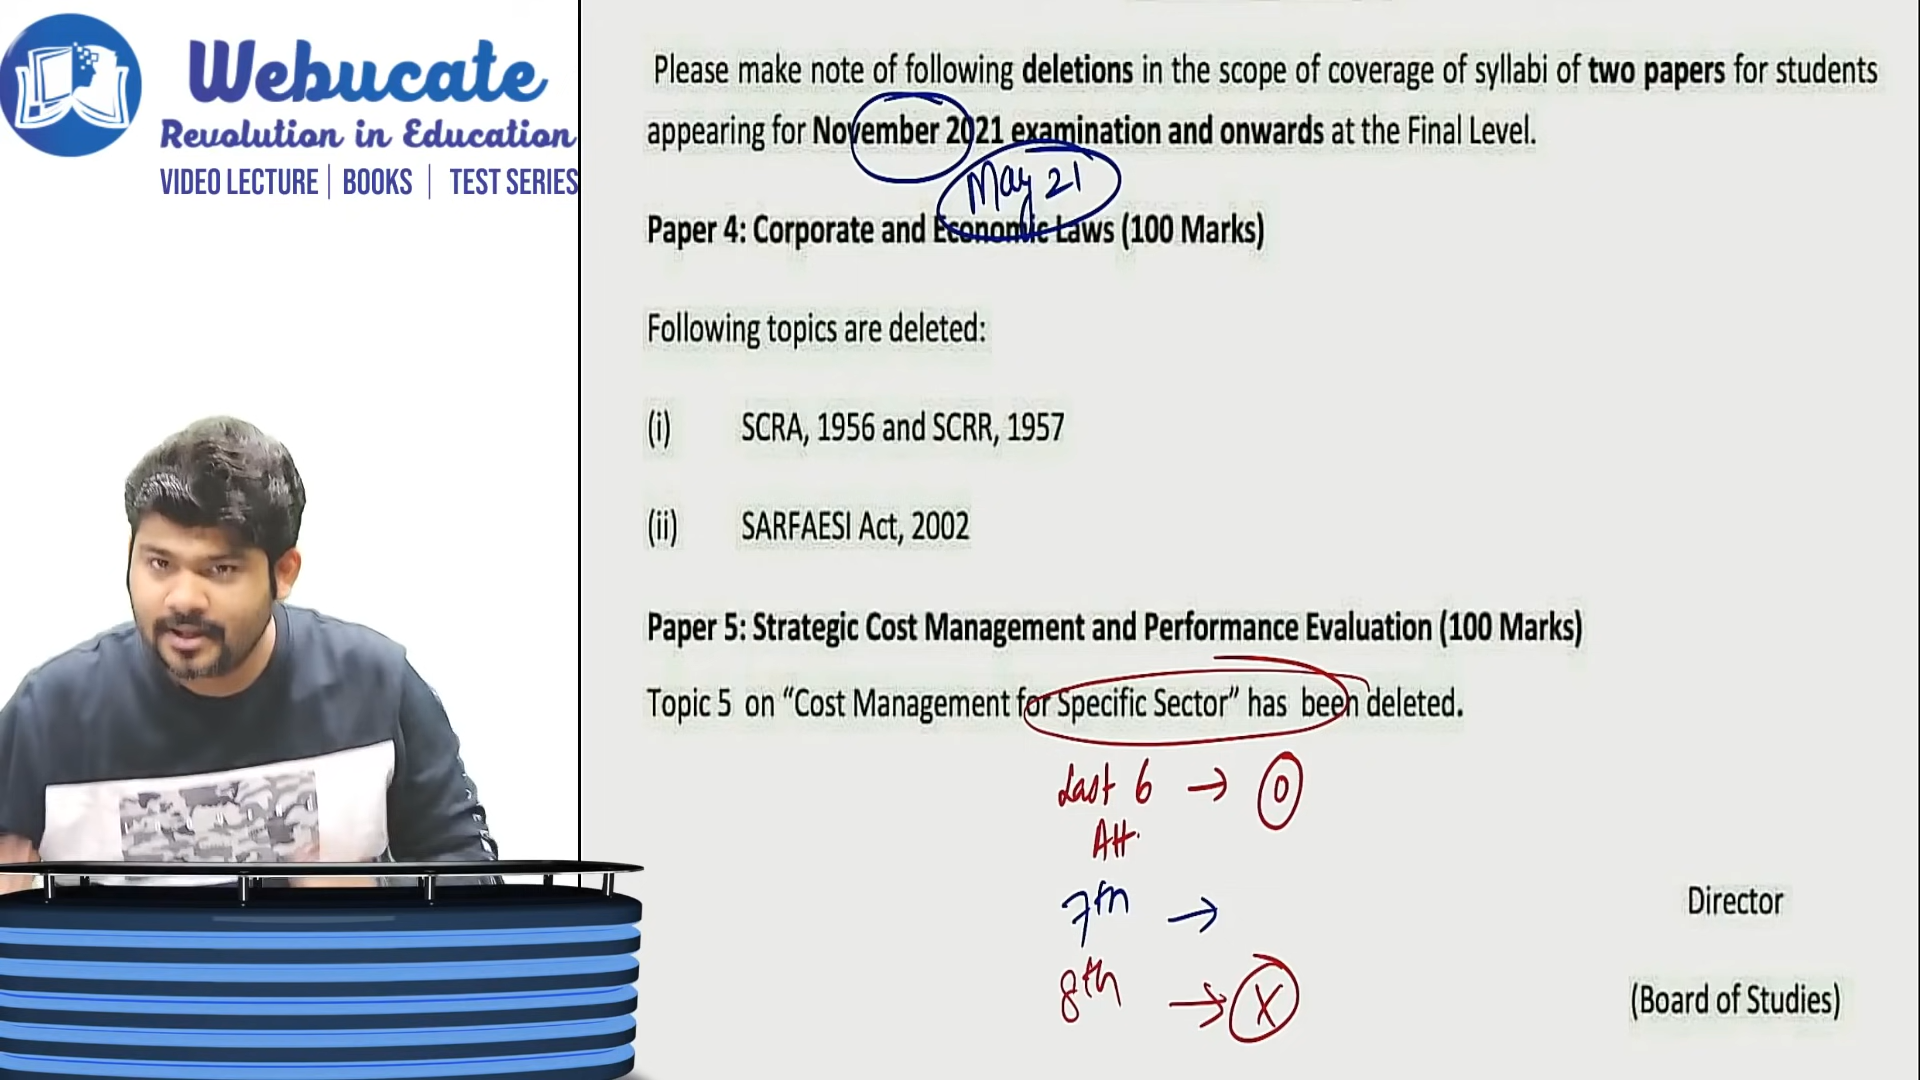 Webucate
Revolution in Education
VIDEO LECTURE | BOOKS | TEST SERIES
Please make note of following deletions in the scope of coverage of syllabi of two papers for students
appearing for November 2021 examination and onwards at the Final Level.
May 21
Paper 4: Corporate and Economic Laws (100 Marks)
Following topics are deleted:
(i) SCRA, 1956 and SCRR, 1957
(ii) SARFAESI Act, 2002
Paper 5: Strategic Cost Management and Performance Evaluation (100 Marks)
Topic 5 on “Cost Management for Specific Sector” has been deleted.
Last 6 → 0
Att.
7th →
8th → X
Director
(Board of Studies)